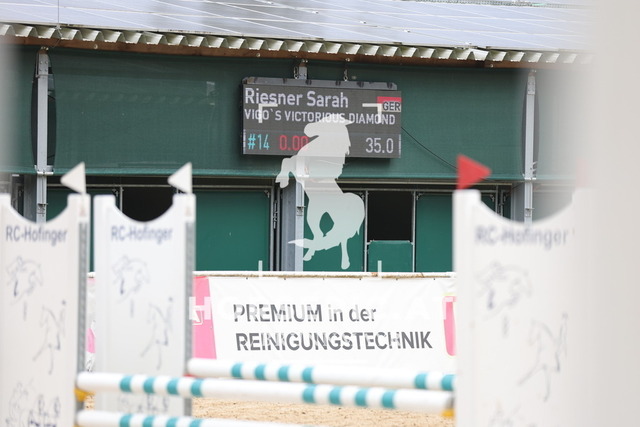 Riesner Sarah
GER
VIGO`S VICTORIOUS DIAMOND
#14 0.00 35.0
RC-Hofinger
RC-Hofinger
RC-Hofinger
PREMIUM in der
REINIGUNGSTECHNIK